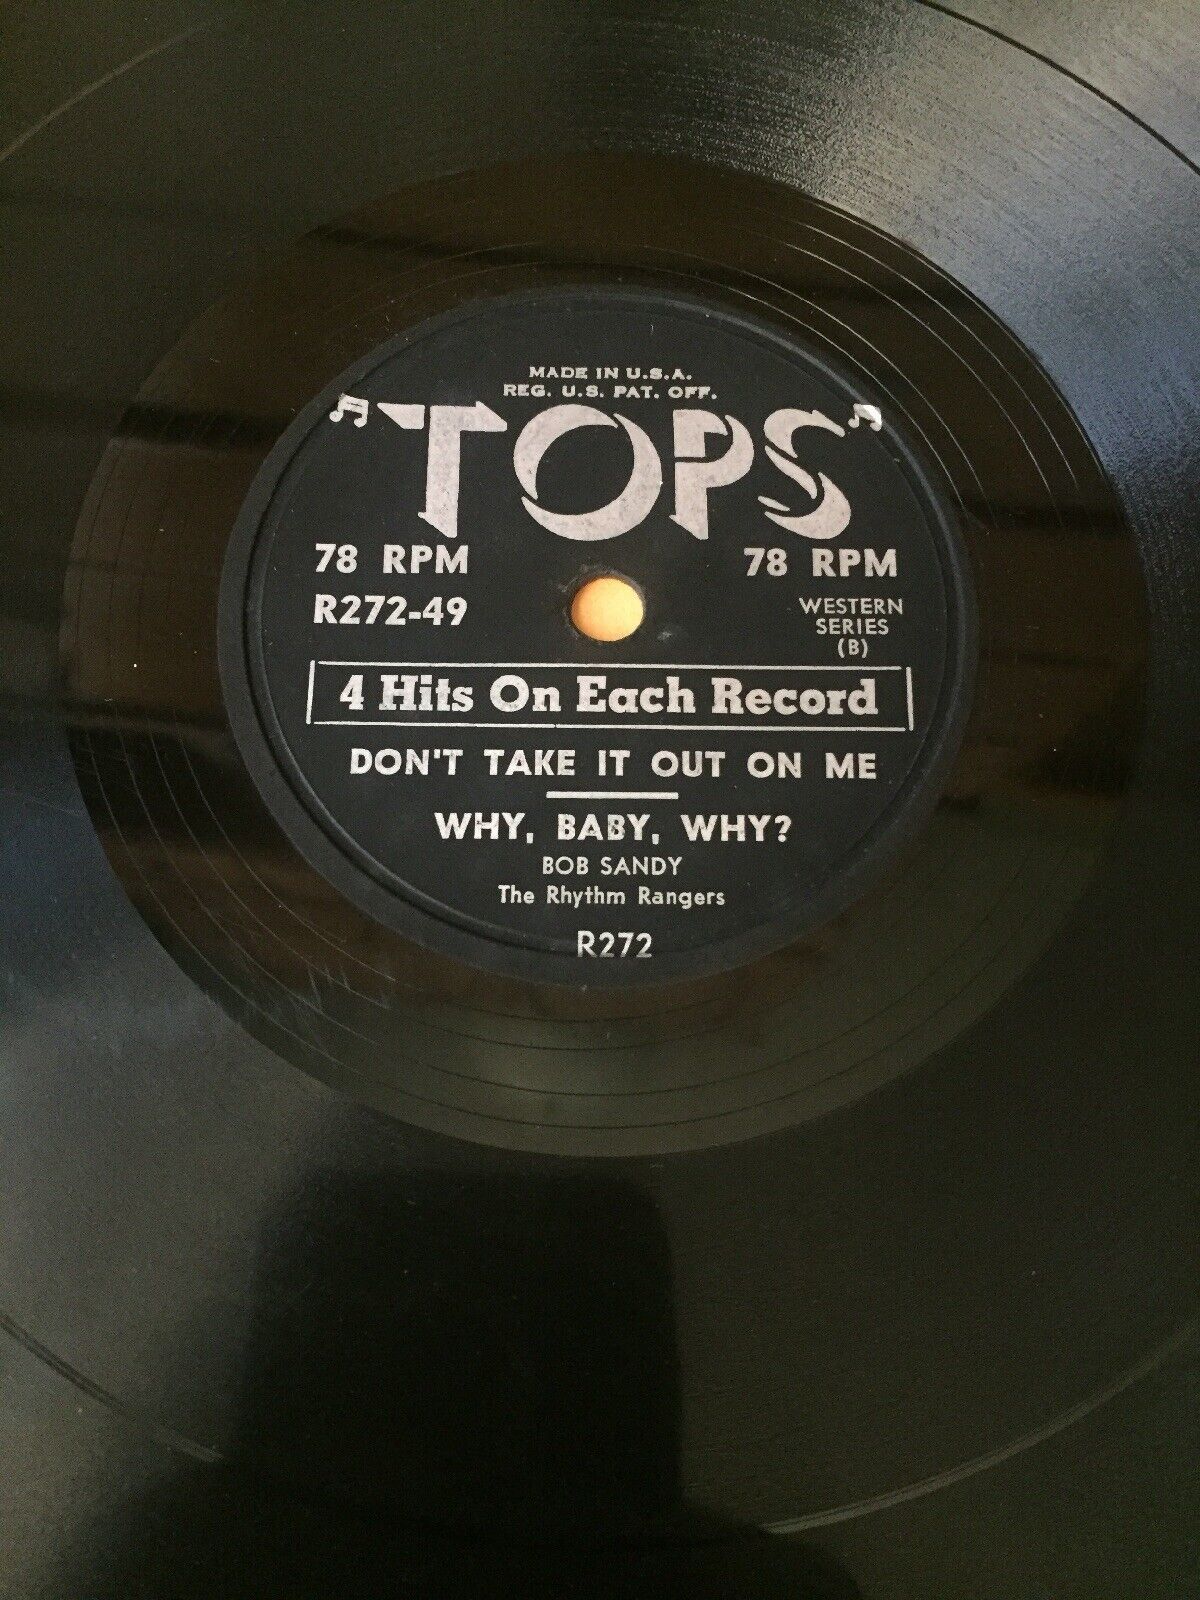 MADE IN U.S.A.
REG. U.S. PAT. OFF.
"TOPS"
78 RPM 78 RPM
R272-49
WESTERN
SERIES
(B)
4 Hits On Each Record
DON'T TAKE IT OUT ON ME
WHY, BABY, WHY?
BOB SANDY
The Rhythm Rangers
R272